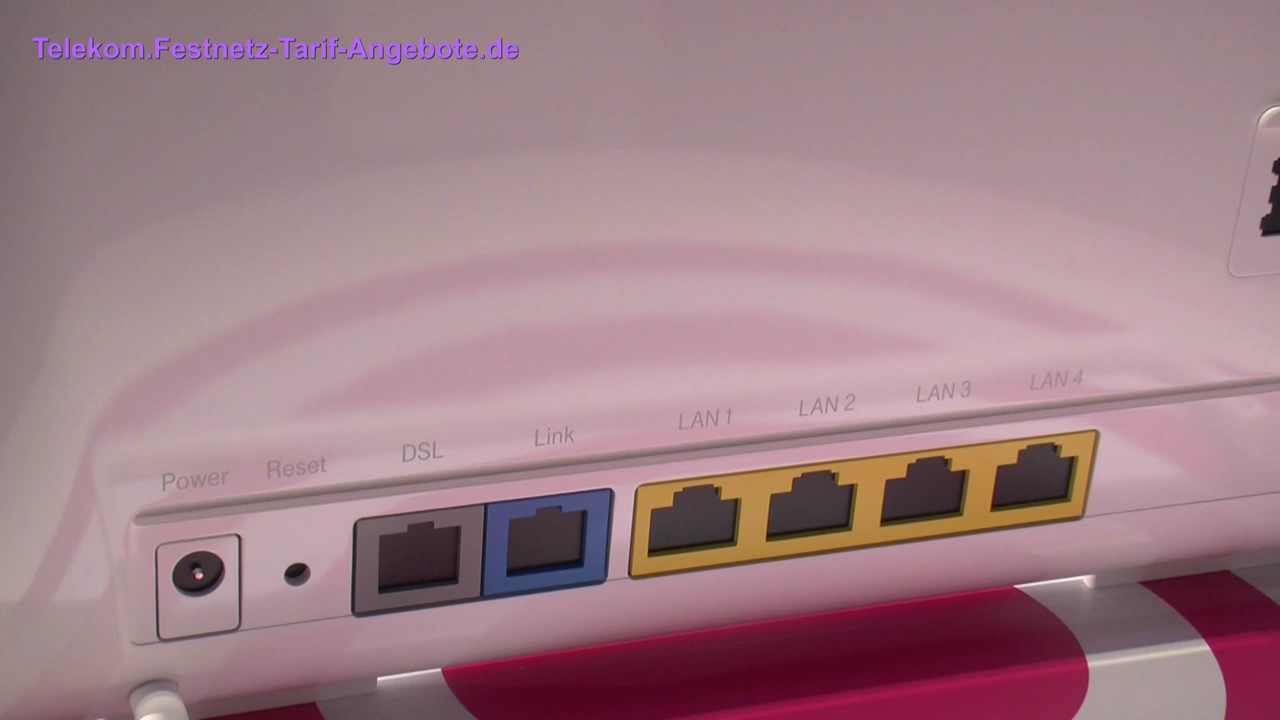 Telekom.Festnetz-Tarif-Angebote.de
Power Reset DSL Link LAN 1 LAN 2 LAN 3 LAN 4